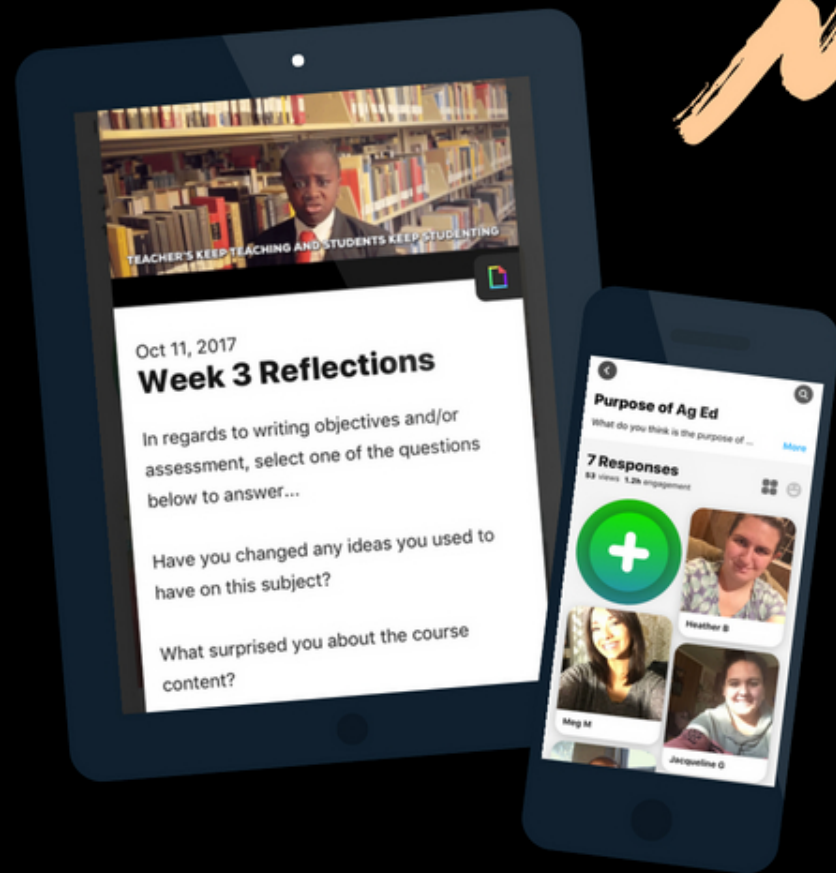 TEACHER'S KEEP TEACHING AND STUDENTS KEEP STUDENTING
Oct 11, 2017
Week 3 Reflections
In regards to writing objectives and/or
assessment, select one of the questions
below to answer...
Have you changed any ideas you used to
have on this subject?
What surprised you about the course
content?
Purpose of Ag Ed
What do you think is the purpose of ...
More
7 Responses
53 views 1.2h engagement
Heather B
Meg M
Jacqueline G